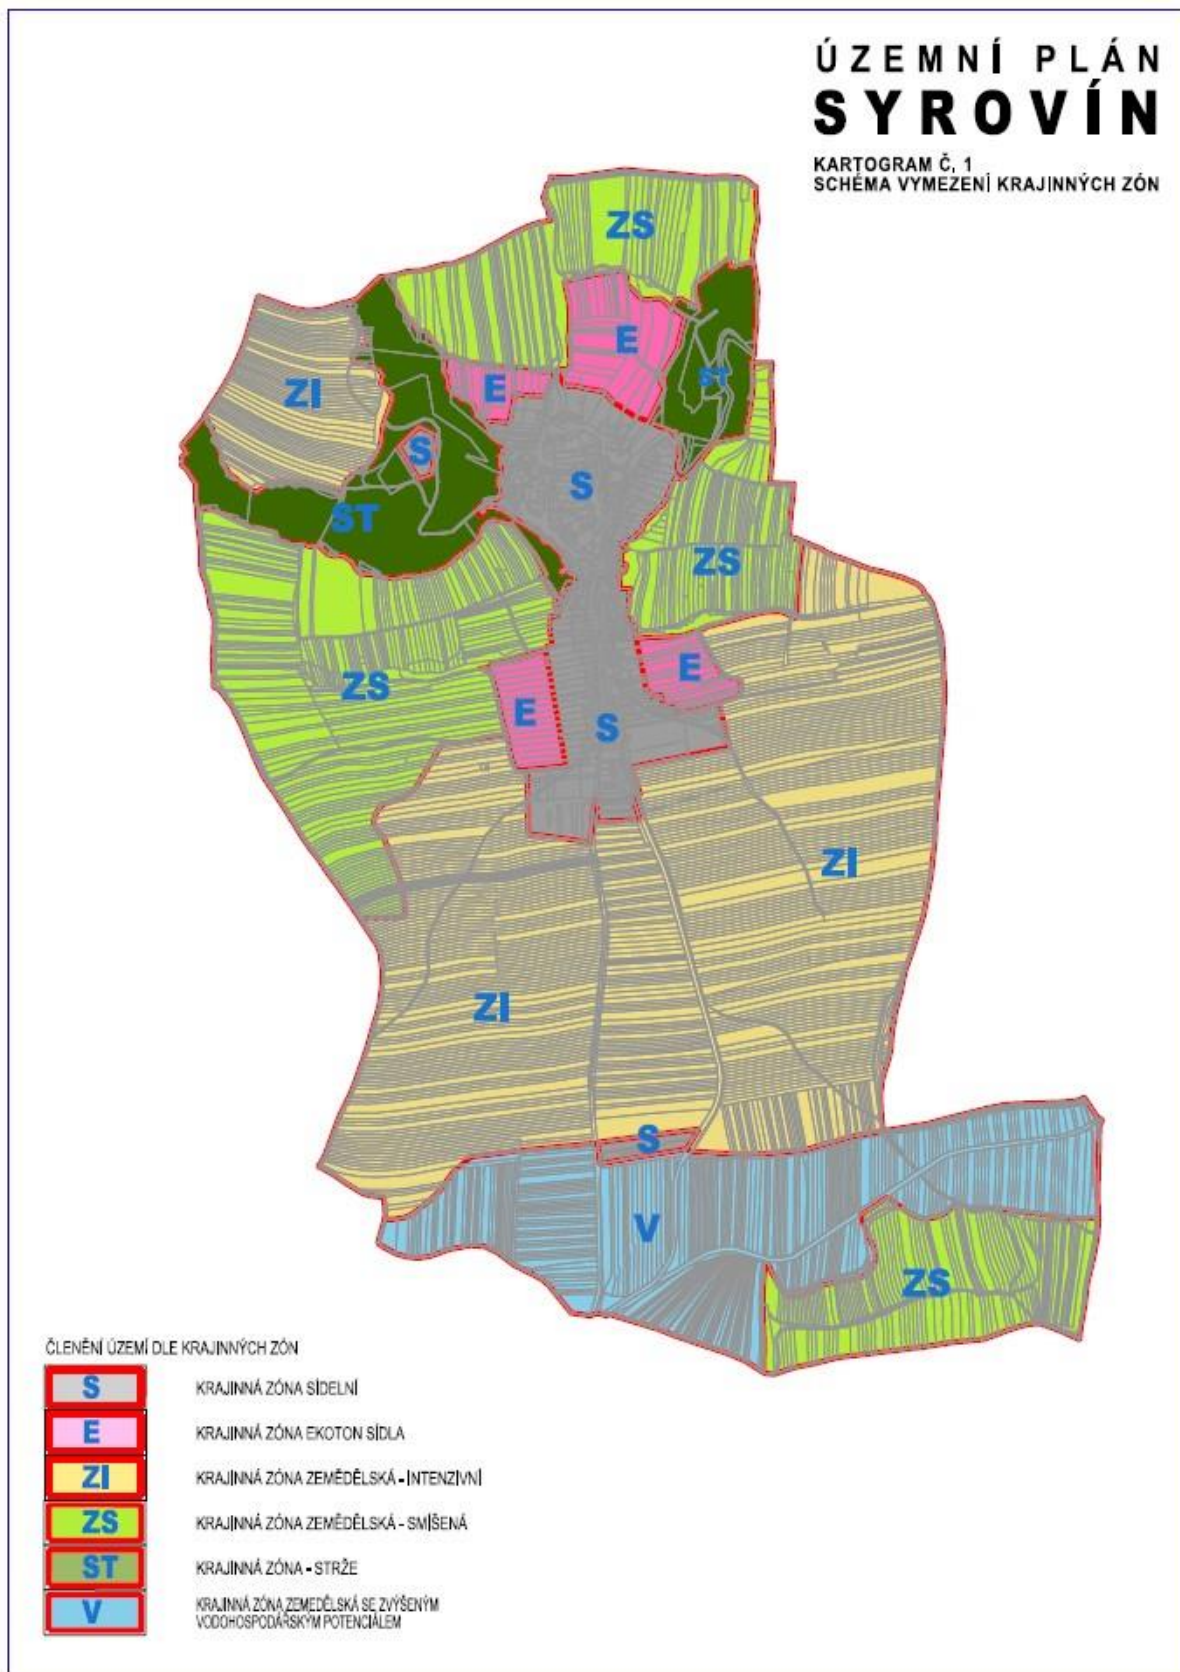 ÚZEMNÍ PLÁN
SYROVÍN
KARTOGRAM Č. 1
SCHÉMA VYMEZENÍ KRAJINNÝCH ZÓN
ZS
E
ST
E
ZI
S
S
ST
ZS
E
ZS
E
S
ZI
ZI
S
V
ZS
ČLENĚNÍ ÚZEMÍ DLE KRAJINNÝCH ZÓN
S KRAJINNÁ ZÓNA SÍDELNÍ
E KRAJINNÁ ZÓNA EKOTON SÍDLA
ZI KRAJINNÁ ZÓNA ZEMĚDĚLSKÁ - INTENZIVNÍ
ZS KRAJINNÁ ZÓNA ZEMĚDĚLSKÁ - SMÍŠENÁ
ST KRAJINNÁ ZÓNA - STRŽE
V KRAJINNÁ ZÓNA ZEMEDĚLSKÁ SE ZVÝŠENÝM
VODOHOSPODÁŘSKÝM POTENCIÁLEM